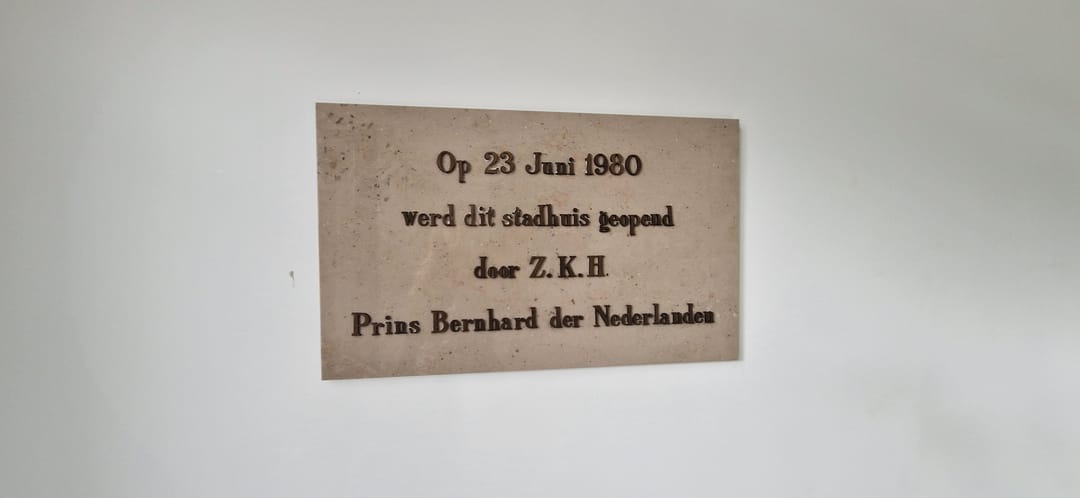 Op 23 Juni 1980
werd dit stadhuis geopend
door Z.K.H.
Prins Bernhard der Nederlanden